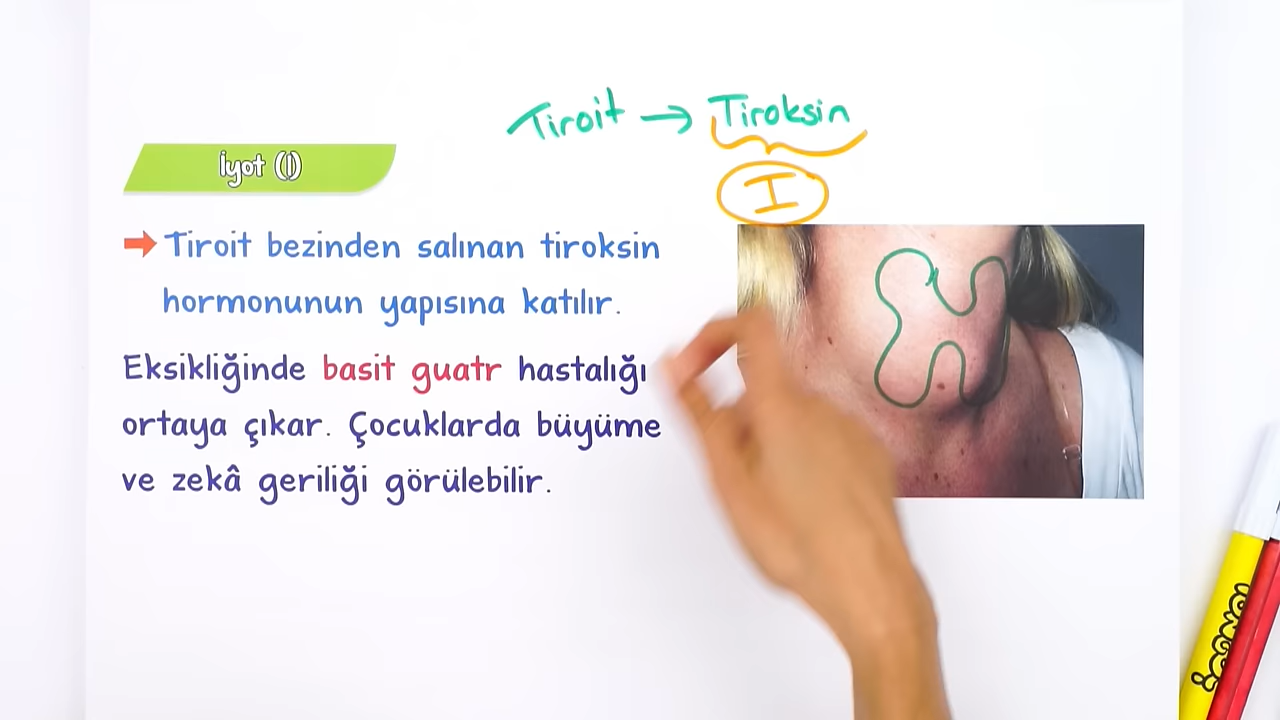 Tiroit → Tiroksin
I
İyot (I)
➡ Tiroit bezinden salınan tiroksin
hormonunun yapısına katılır.
Eksikliğinde basit guatr hastalığı
ortaya çıkar. Çocuklarda büyüme
ve zekâ geriliği görülebilir.